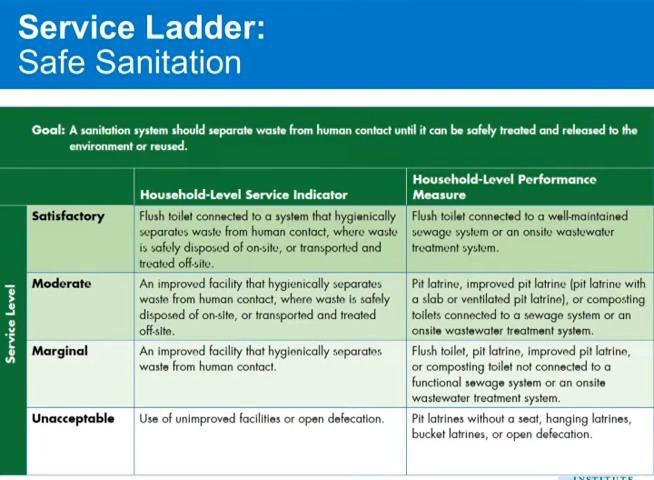 Service Ladder:
Safe Sanitation
Goal: A sanitation system should separate waste from human contact until it can be safely treated and released to the
environment or reused.
Household-Level Service Indicator
Household-Level Performance
Measure
Service Level
Satisfactory
Flush toilet connected to a system that hygienically
separates waste from human contact, where waste
is safely disposed of on-site, or transported and
treated off-site.
Flush toilet connected to a well-maintained
sewage system or an onsite wastewater
treatment system.
Moderate
An improved facility that hygienically separates
waste from human contact, where waste is safely
disposed of on-site, or transported and treated
off-site.
Pit latrine, improved pit latrine (pit latrine with
a slab or ventilated pit latrine), or composting
toilets connected to a sewage system or an
onsite wastewater treatment system.
Marginal
An improved facility that hygienically separates
waste from human contact.
Flush toilet, pit latrine, improved pit latrine,
or composting toilet not connected to a
functional sewage system or an onsite
wastewater treatment system.
Unacceptable
Use of unimproved facilities or open defecation.
Pit latrines without a seat, hanging latrines,
bucket latrines, or open defecation.
INSTITUTE